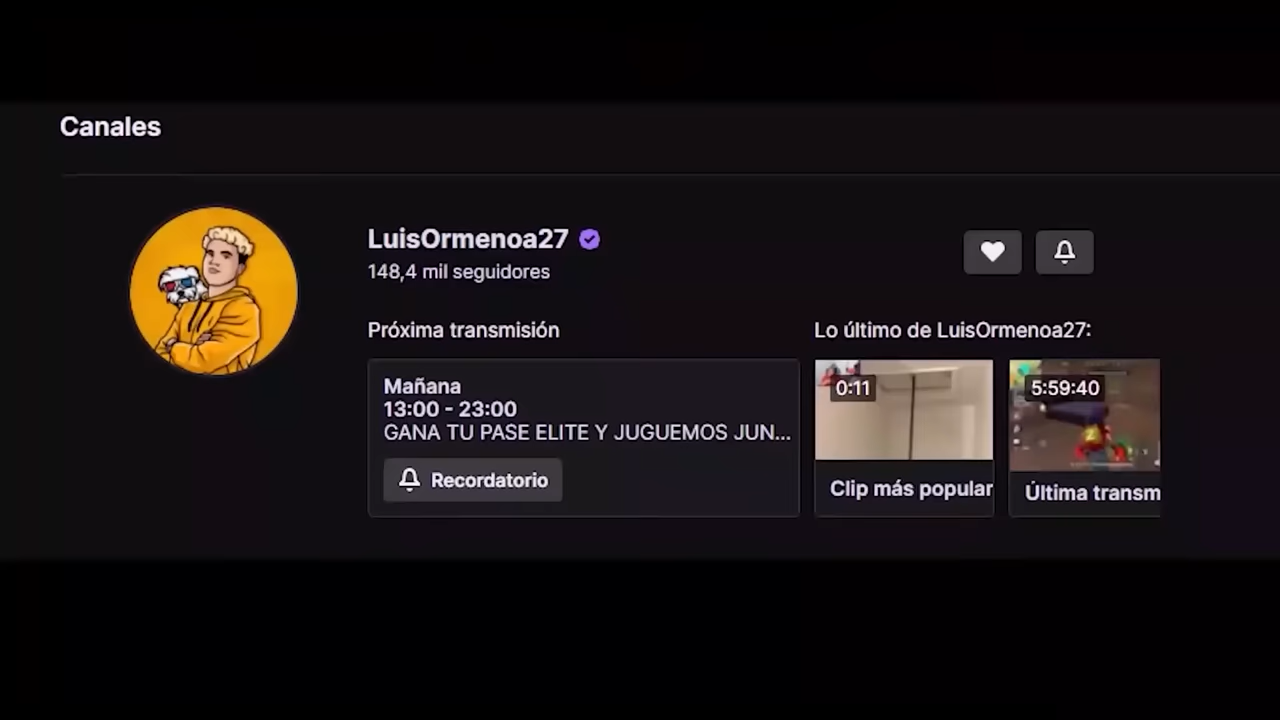 Canales
LuisOrmenoa27
148,4 mil seguidores
Próxima transmisión
Mañana
13:00 - 23:00
GANA TU PASE ELITE Y JUGUEMOS JUN...
Recordatorio
Lo último de LuisOrmenoa27:
0:11
Clip más popular
5:59:40
Última transm